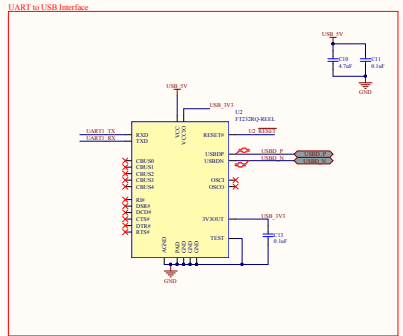 UART to USB Interface
USB_5V
C10
4.7uF
C11
0.1uF
GND
USB_5V
USB_3V3
U2
FT232RQ-REEL
VCC
VCCIO
UART1_TX
RXD
RESET#
U2_RESET
UART1_RX
TXD
USBDP
USBD_P
USBD_P
USBDN
USBD_N
USBD_N
CBUS0
CBUS1
CBUS2
CBUS3
CBUS4
OSCI
OSCO
RI#
DSR#
DCD#
CTS#
DTR#
RTS#
3V3OUT
USB_3V3
TEST
C13
0.1uF
AGND
PAD
GND
GND
GND
GND